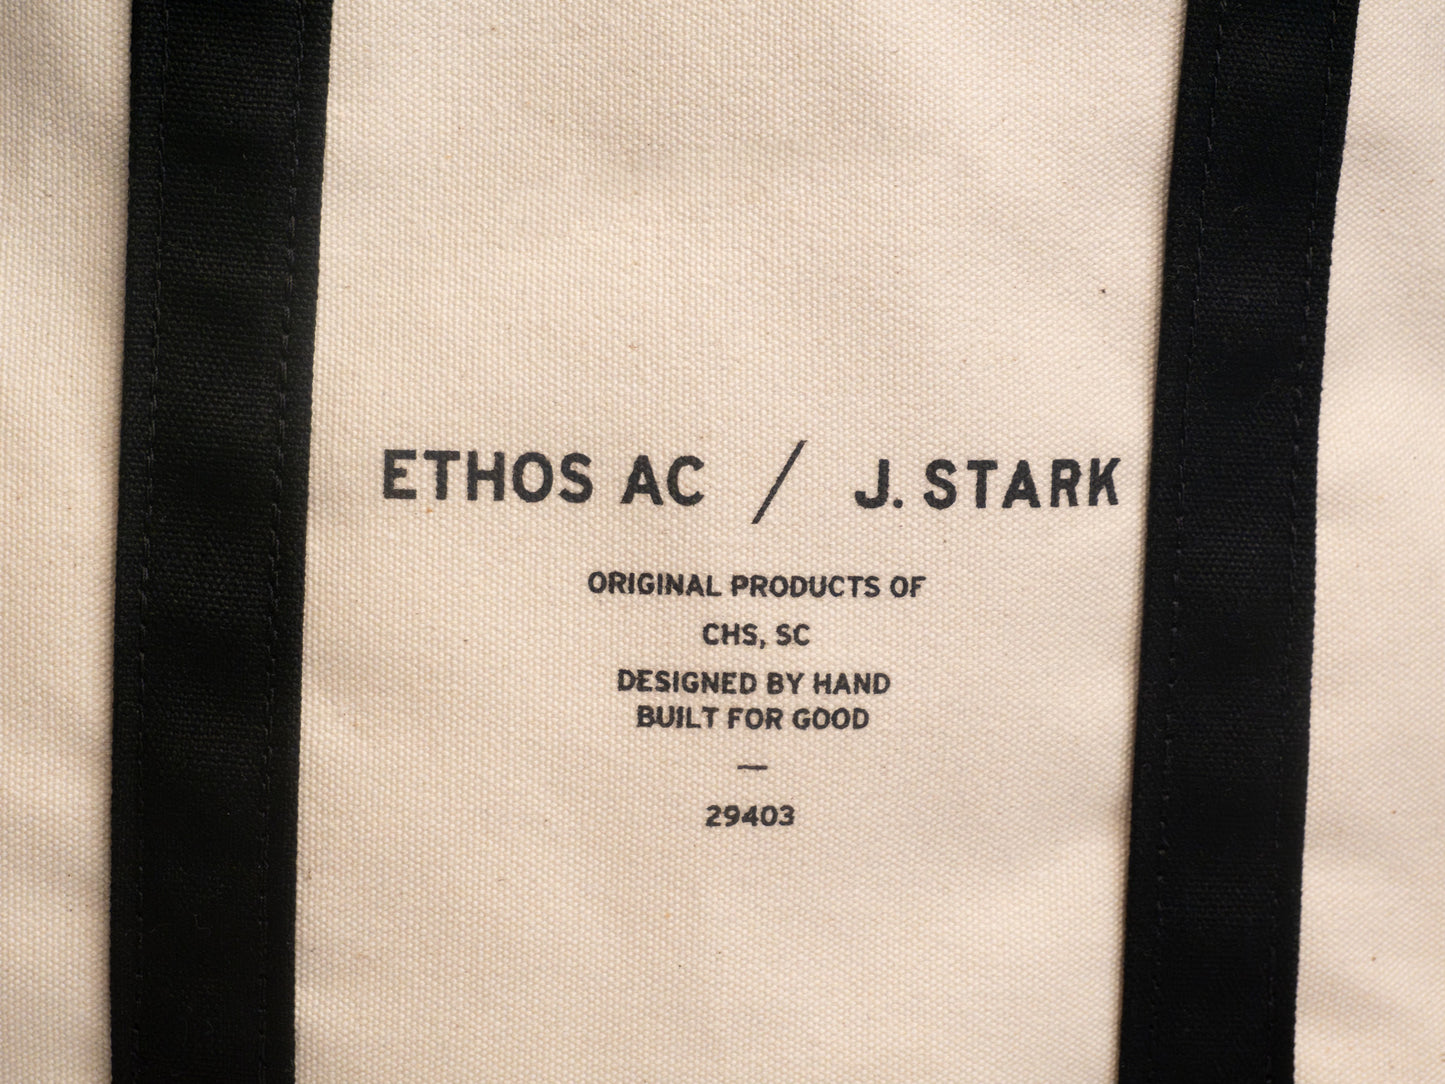 ETHOS AC / J. STARK
ORIGINAL PRODUCTS OF
CHS, SC
DESIGNED BY HAND
BUILT FOR GOOD
—
29403